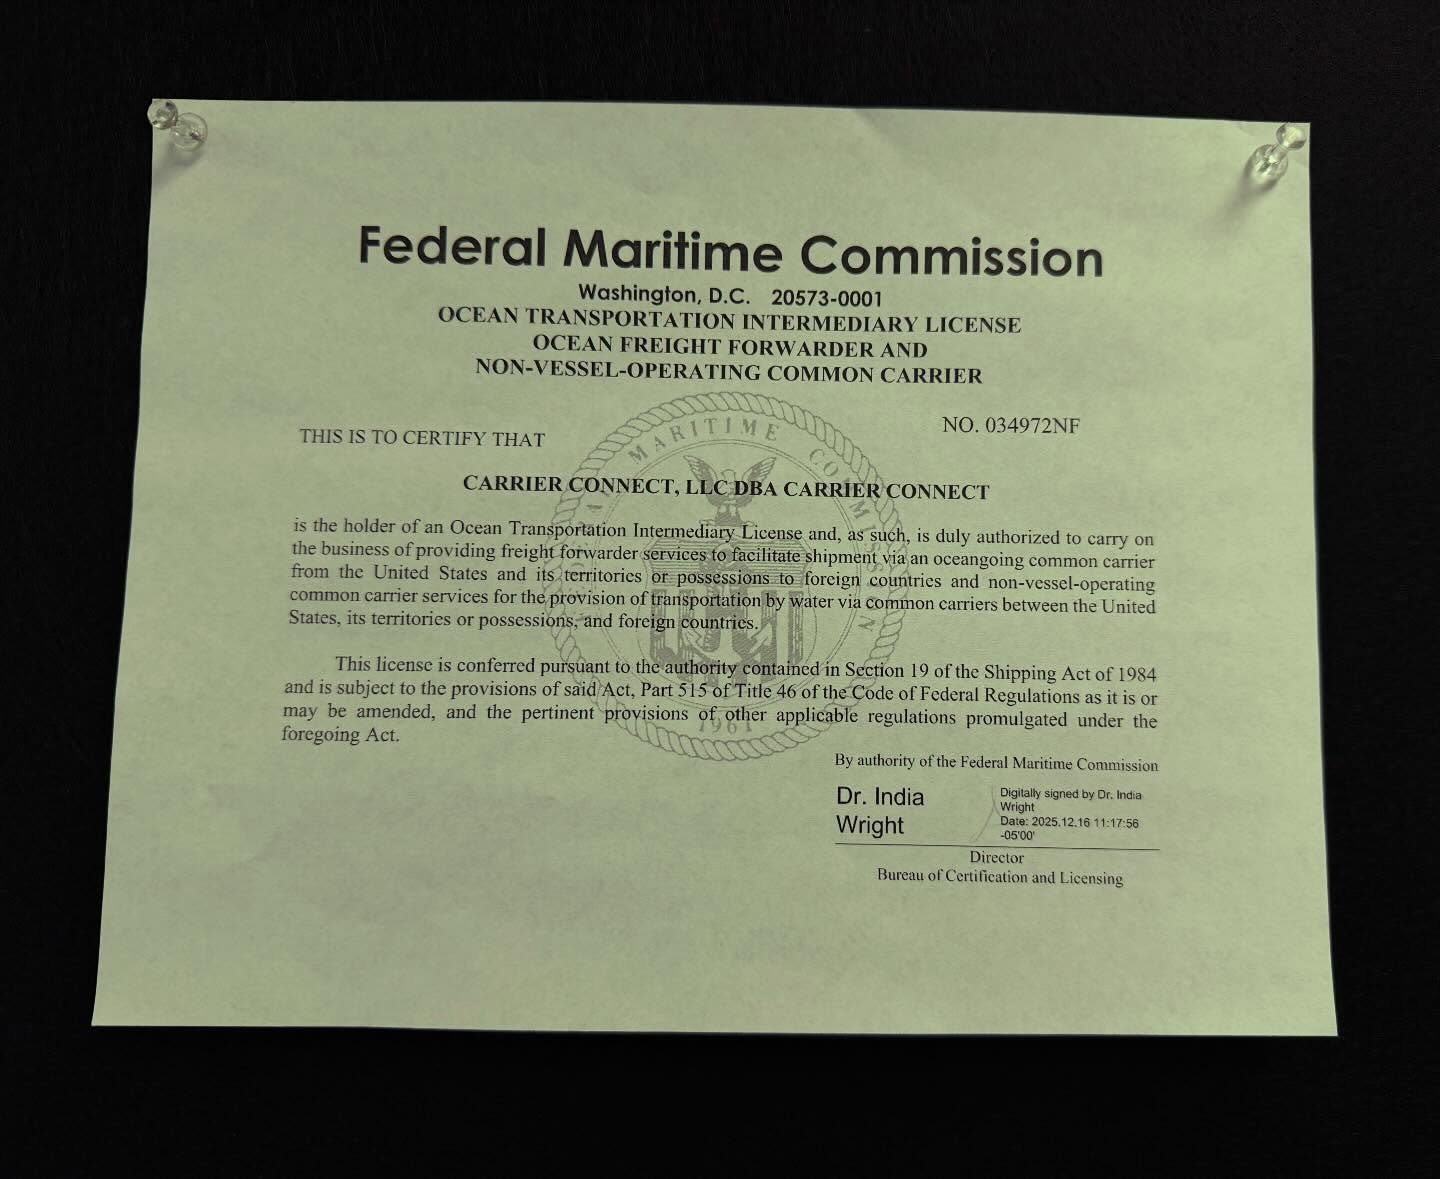 Federal Maritime Commission
Washington, D.C. 20573-0001
OCEAN TRANSPORTATION INTERMEDIARY LICENSE
OCEAN FREIGHT FORWARDER AND
NON-VESSEL-OPERATING COMMON CARRIER
NO. 034972NF
THIS IS TO CERTIFY THAT
CARRIER CONNECT, LLC DBA CARRIER CONNECT
is the holder of an Ocean Transportation Intermediary License and, as such, is duly authorized to carry on
the business of providing freight forwarder services to facilitate shipment via an oceangoing common carrier
from the United States and its territories or possessions to foreign countries and non-vessel-operating
common carrier services for the provision of transportation by water via common carriers between the United
States, its territories or possessions, and foreign countries.
This license is conferred pursuant to the authority contained in Section 19 of the Shipping Act of 1984
and is subject to the provisions of said Act, Part 515 of Title 46 of the Code of Federal Regulations as it is or
may be amended, and the pertinent provisions of other applicable regulations promulgated under the
foregoing Act.
By authority of the Federal Maritime Commission
Dr. India
Wright
Digitally signed by Dr. India
Wright
Date: 2025.12.16 11:17:56
-05'00'
Director
Bureau of Certification and Licensing
MARITIME COMMISSION
1961